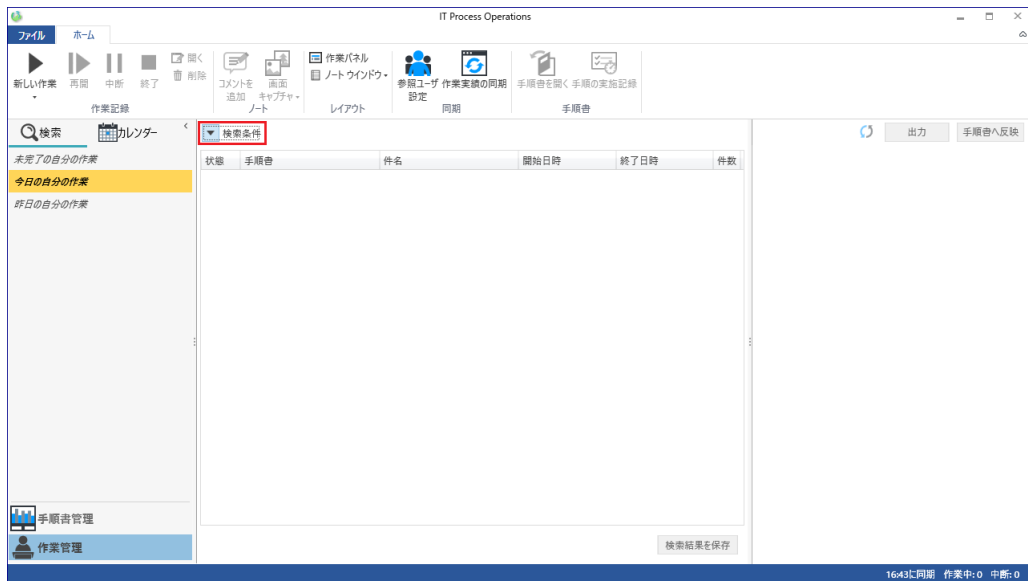 IT Process Operations
ファイル ホーム
新しい作業 再開 中断 終了 開く 削除
作業記録
コメントを追加 画面キャプチャ
ノート
作業パネル
ノート ウインドウ
レイアウト
参照ユーザ設定 作業実績の同期
同期
手順書を開く 手順の実施記録
手順書
検索 カレンダー
検索条件
出力 手順書へ反映
未完了の自分の作業
今日の自分の作業
昨日の自分の作業
状態 手順書 件名 開始日時 終了日時 件数
手順書管理
作業管理
検索結果を保存
16:43に同期 作業中: 0 中断: 0